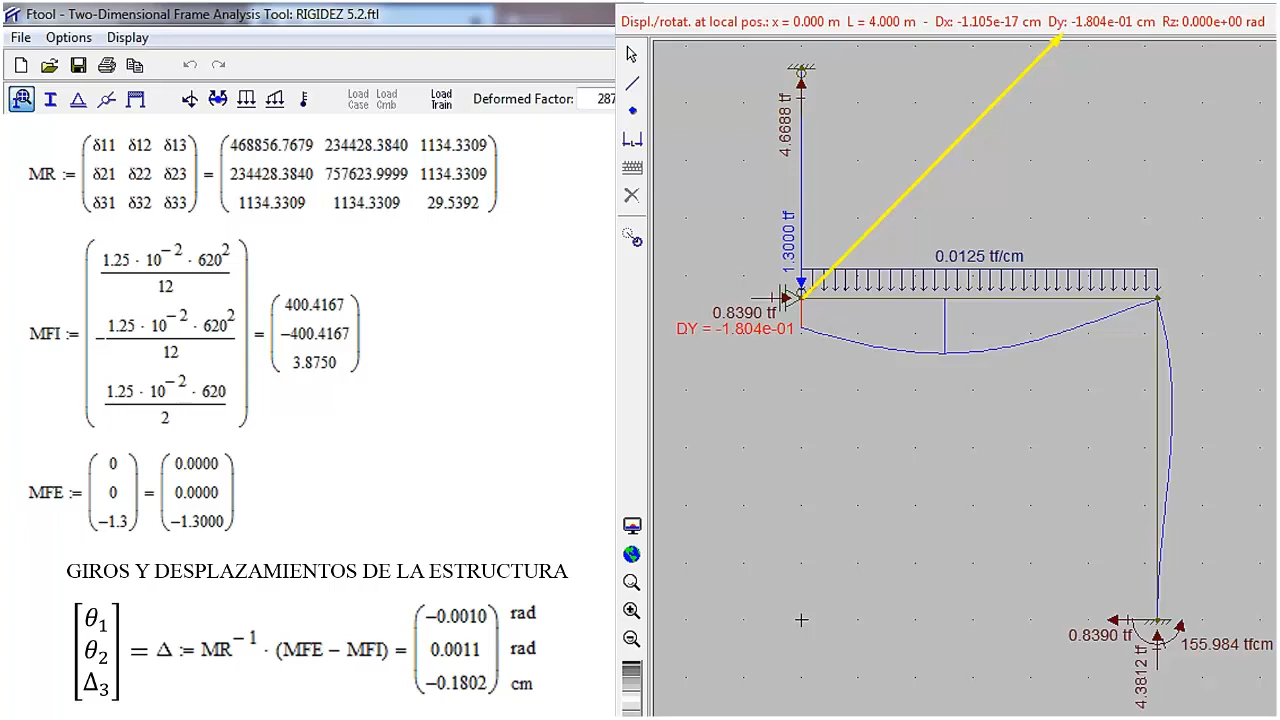 Ftool - Two-Dimensional Frame Analysis Tool: RIGIDEZ 5.2.ftl
File Options Display
Load Case Load Cmb Load Train Deformed Factor: 287
MR := ( δ11 δ12 δ13 ) = ( 468856.7679 234428.3840 1134.3309 )
δ21 δ22 δ23 234428.3840 757623.9999 1134.3309
δ31 δ32 δ33 1134.3309 1134.3309 29.5392
MFI :=
1.25 · 10⁻² · 620²
12
- 1.25 · 10⁻² · 620²
12
1.25 · 10⁻² · 620
2
=
400.4167
−400.4167
3.8750
MFE := ( 0 ) = ( 0.0000 )
0 0.0000
−1.3 −1.3000
GIROS Y DESPLAZAMIENTOS DE LA ESTRUCTURA
[θ₁ θ₂ Δ₃] = Δ := MR⁻¹ · (MFE − MFI) =
−0.0010 rad
0.0011 rad
−0.1802 cm
Displ./rotat. at local pos.: x = 0.000 m L = 4.000 m - Dx: -1.105e-17 cm Dy: -1.804e-01 cm Rz: 0.000e+00 rad
4.6688 tf
1.3000 tf
0.0125 tf/cm
0.8390 tf
DY = -1.804e-01
0.8390 tf
155.984 tfcm
4.3812 tf